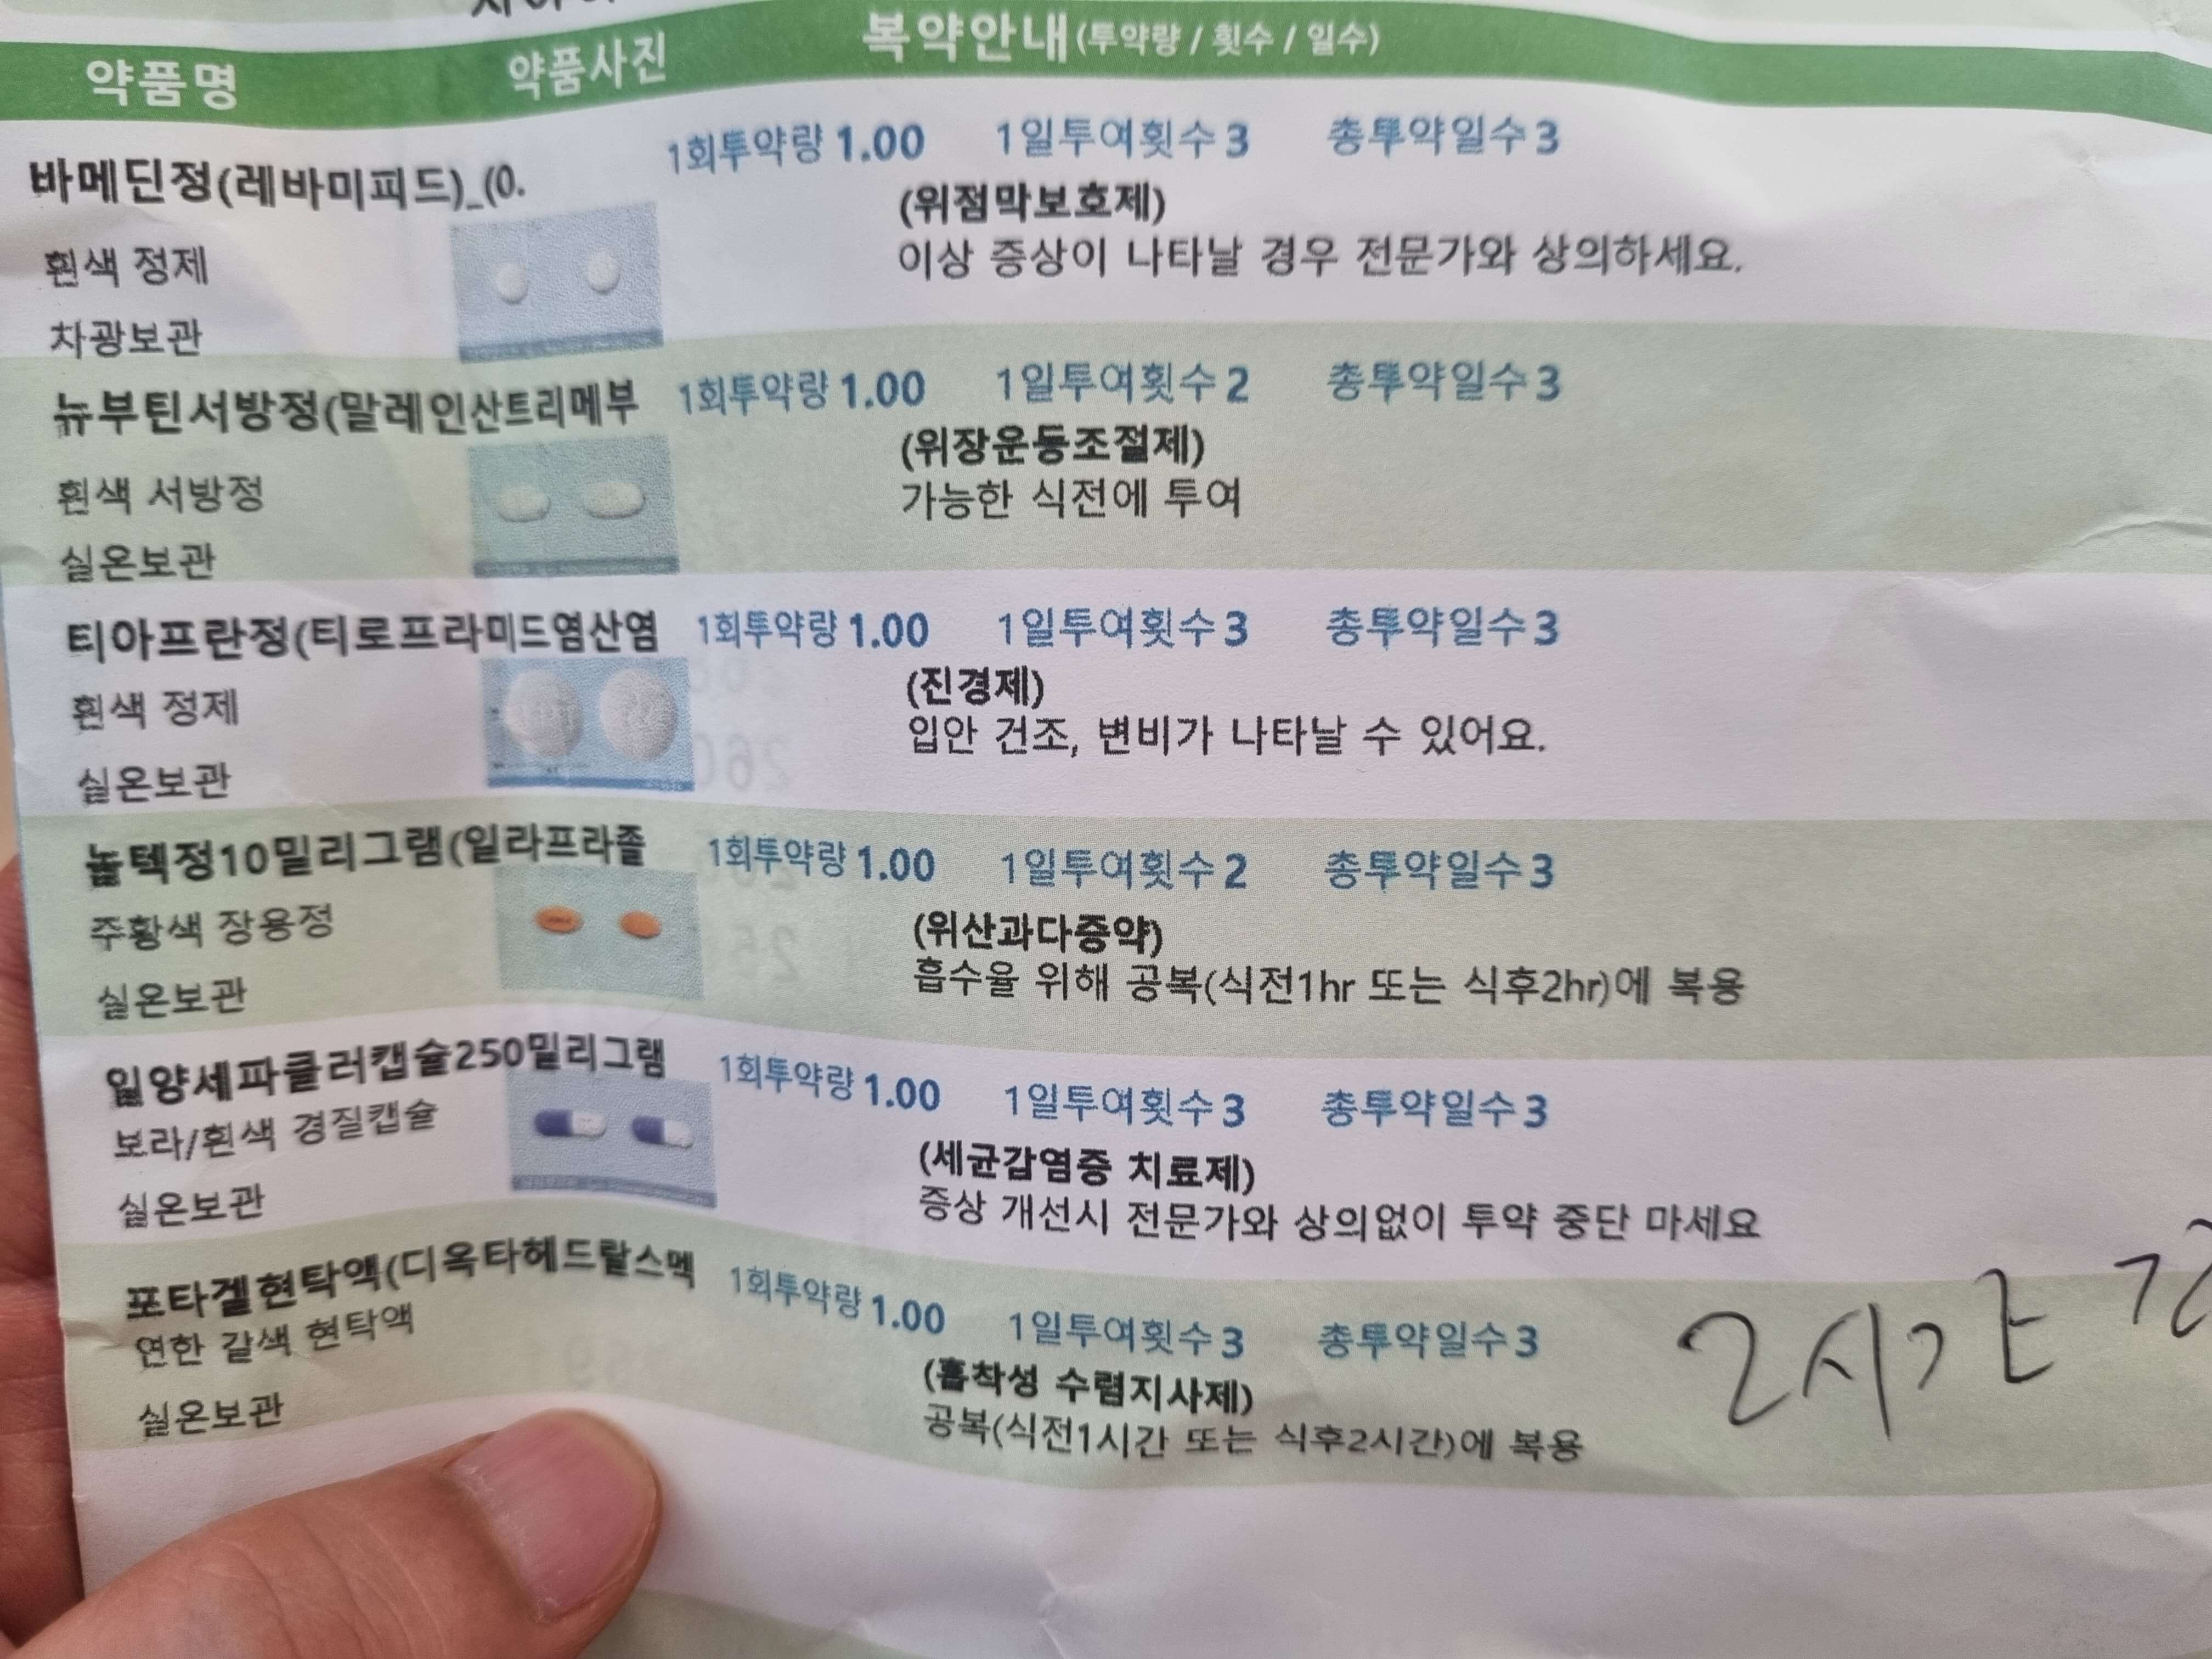 약품명 약품사진 복약안내(투약량 / 횟수 / 일수)
바메딘정(레바미피드)_(0. 1회투약량 1.00 1일투여횟수 3 총투약일수 3
(위점막보호제)
흰색 정제 이상 증상이 나타날 경우 전문가와 상의하세요.
차광보관
뉴부틴서방정(말레인산트리메부 1회투약량 1.00 1일투여횟수 2 총투약일수 3
(위장운동조절제)
흰색 서방정 가능한 식전에 투여
실온보관
티아프란정(티로프라미드염산염 1회투약량 1.00 1일투여횟수 3 총투약일수 3
(진경제)
흰색 정제 입안 건조, 변비가 나타날 수 있어요.
실온보관
놀텍정10밀리그램(일라프라졸 1회투약량 1.00 1일투여횟수 2 총투약일수 3
(위산과다증약)
주황색 장용정 흡수율 위해 공복(식전1hr 또는 식후2hr)에 복용
실온보관
일양세파클러캡슐250밀리그램 1회투약량 1.00 1일투여횟수 3 총투약일수 3
(세균감염증 치료제)
보라/흰색 경질캡슐 증상 개선시 전문가와 상의없이 투약 중단 마세요
실온보관
포타겔현탁액(디옥타헤드랄스멕 1회투약량 1.00 1일투여횟수 3 총투약일수 3
(흡착성 수렴지사제)
연한 갈색 현탁액 공복(식전1시간 또는 식후2시간)에 복용
실온보관
2시간